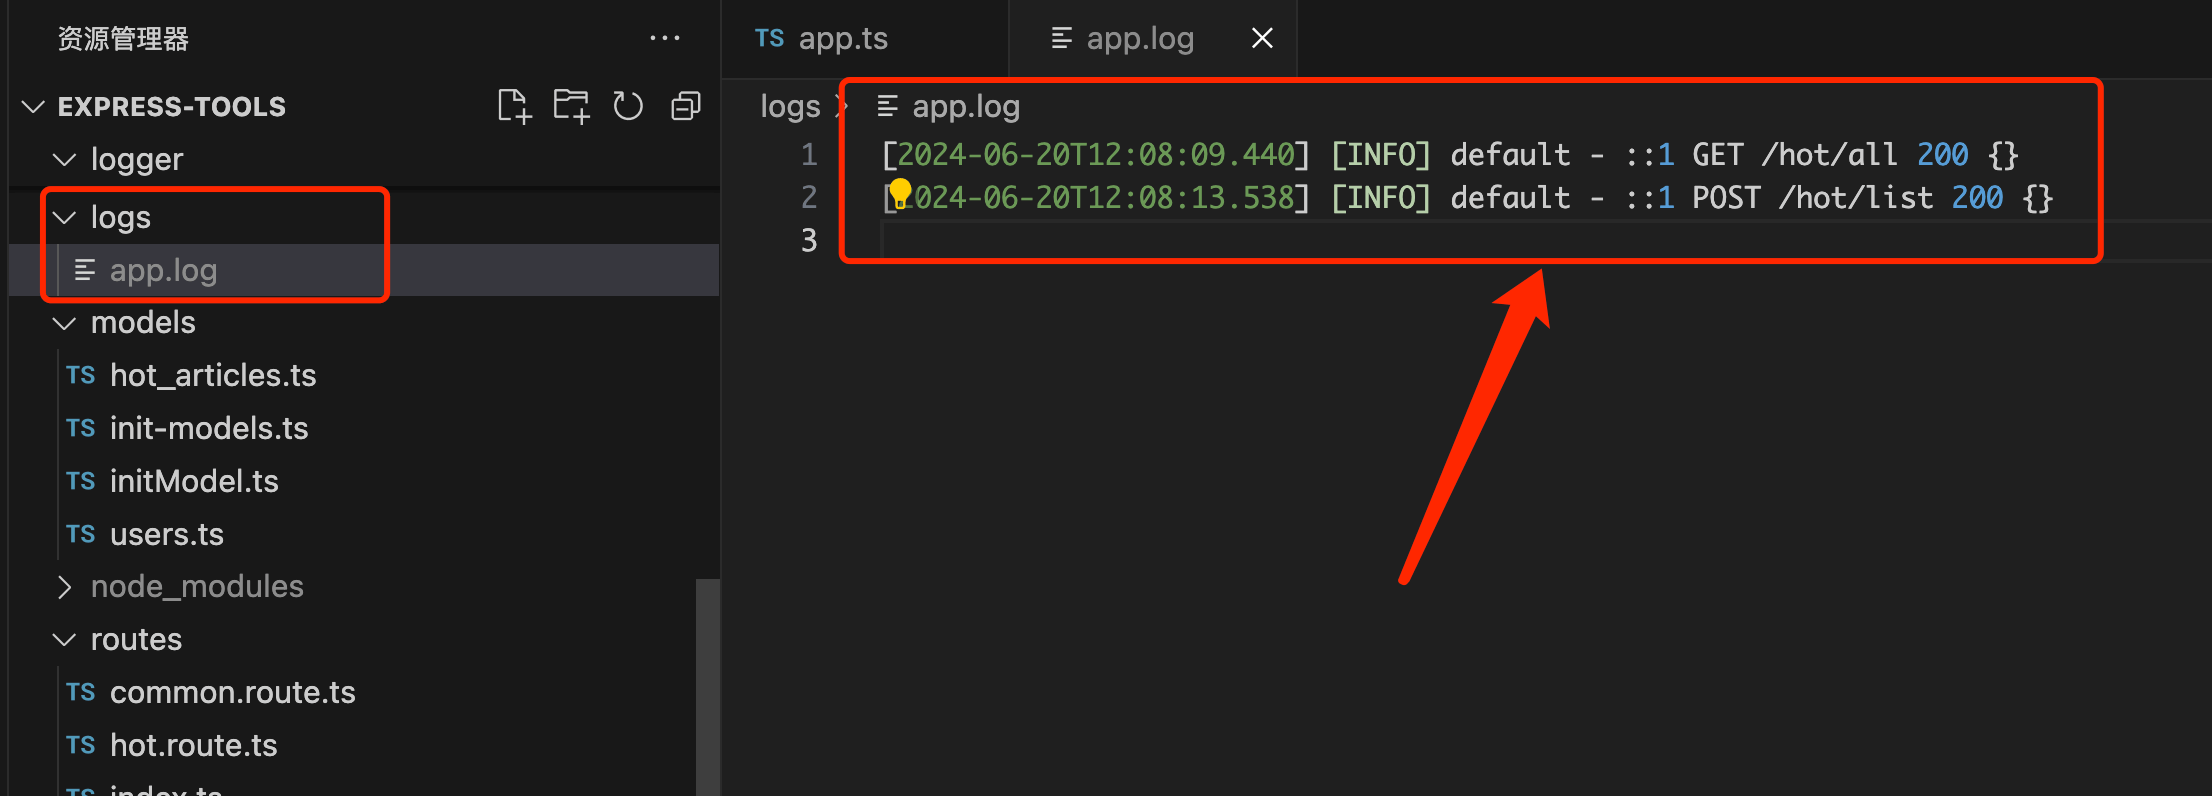 资源管理器 ···
EXPRESS-TOOLS
logger
logs
app.log
models
TS hot_articles.ts
TS init-models.ts
TS initModel.ts
TS users.ts
node_modules
routes
TS common.route.ts
TS hot.route.ts
TS index.ts
TS app.ts
app.log
logs > app.log
1 [2024-06-20T12:08:09.440] [INFO] default - ::1 GET /hot/all 200 {}
2 [2024-06-20T12:08:13.538] [INFO] default - ::1 POST /hot/list 200 {}
3